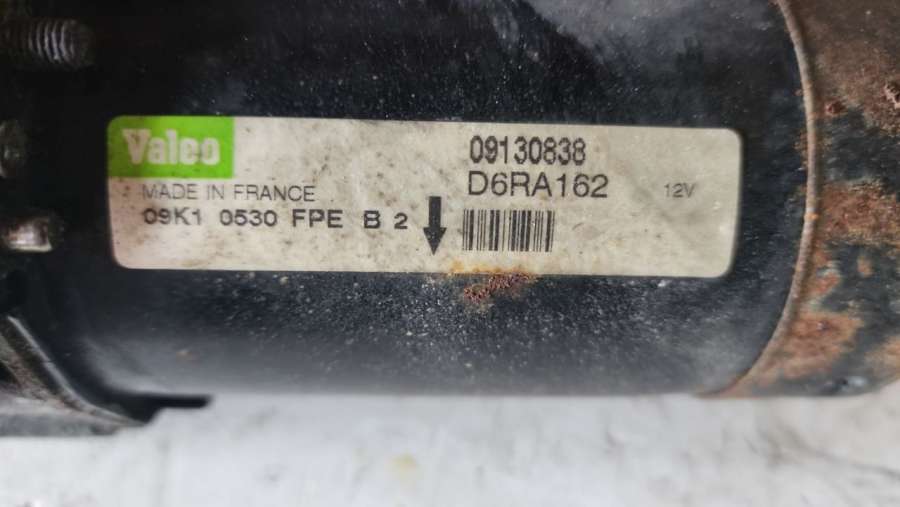 Valeo
MADE IN FRANCE
09K1 0530 FPE B 2
09130838
D6RA162
12V